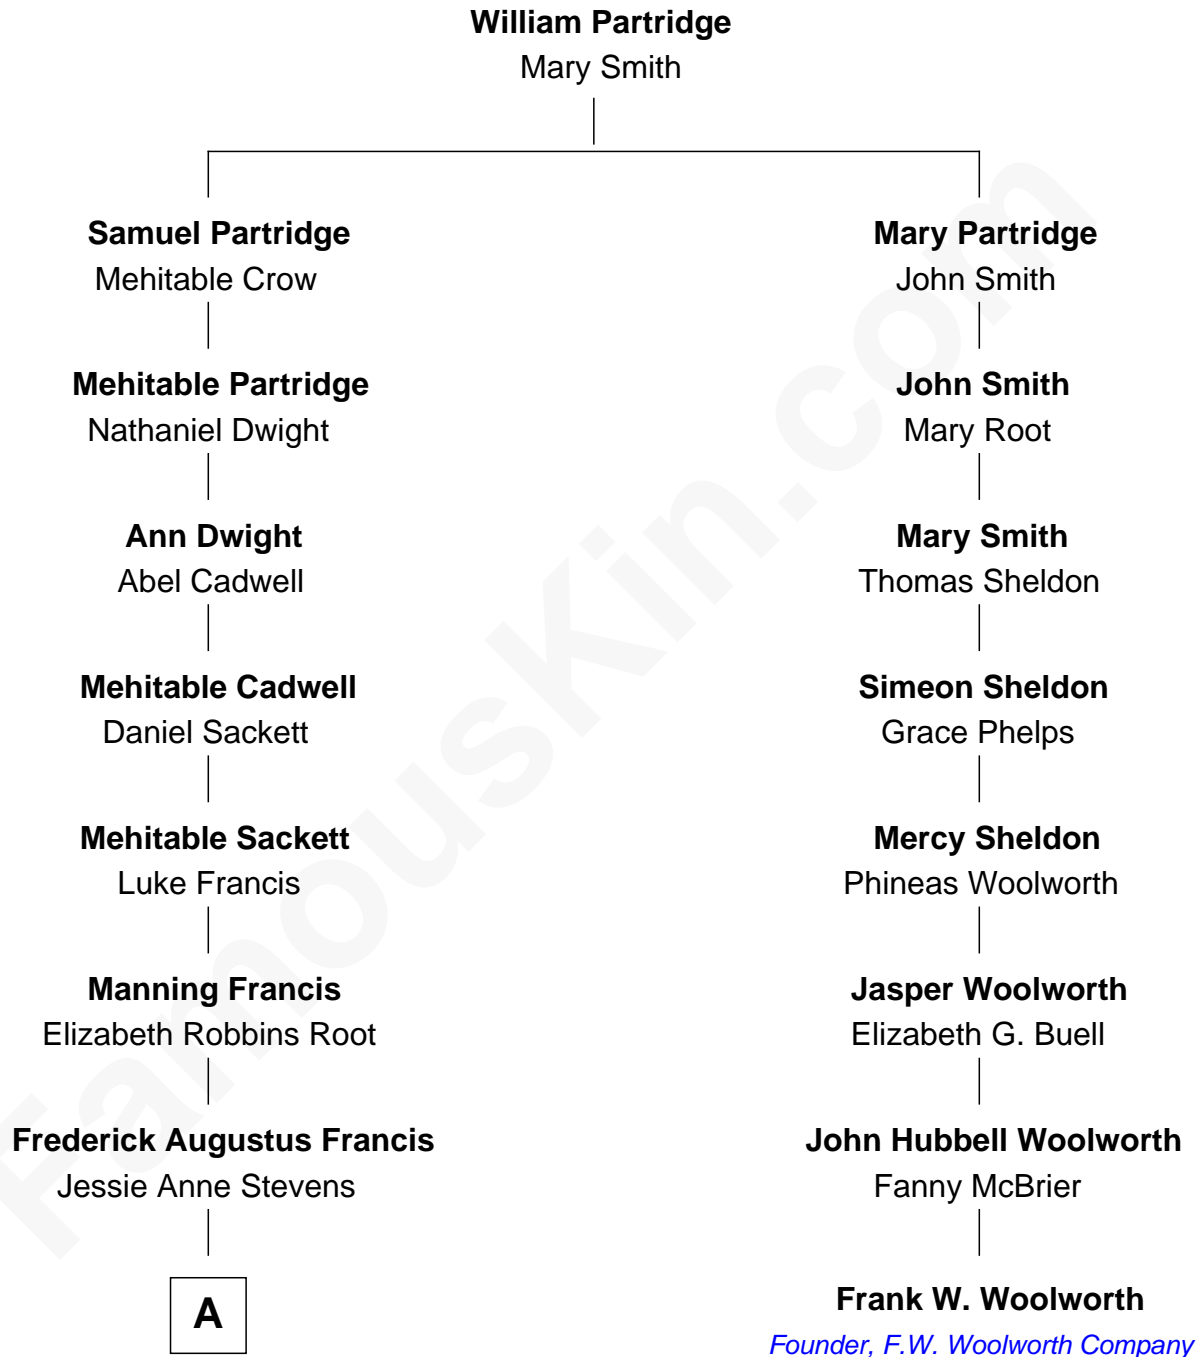 William Partridge
Mary Smith
Samuel Partridge
Mehitable Crow
Mehitable Partridge
Nathaniel Dwight
Ann Dwight
Abel Cadwell
Mehitable Cadwell
Daniel Sackett
Mehitable Sackett
Luke Francis
Manning Francis
Elizabeth Robbins Root
Frederick Augustus Francis
Jessie Anne Stevens
A
Mary Partridge
John Smith
John Smith
Mary Root
Mary Smith
Thomas Sheldon
Simeon Sheldon
Grace Phelps
Mercy Sheldon
Phineas Woolworth
Jasper Woolworth
Elizabeth G. Buell
John Hubbell Woolworth
Fanny McBrier
Frank W. Woolworth
Founder, F.W. Woolworth Company
FamousKin.com